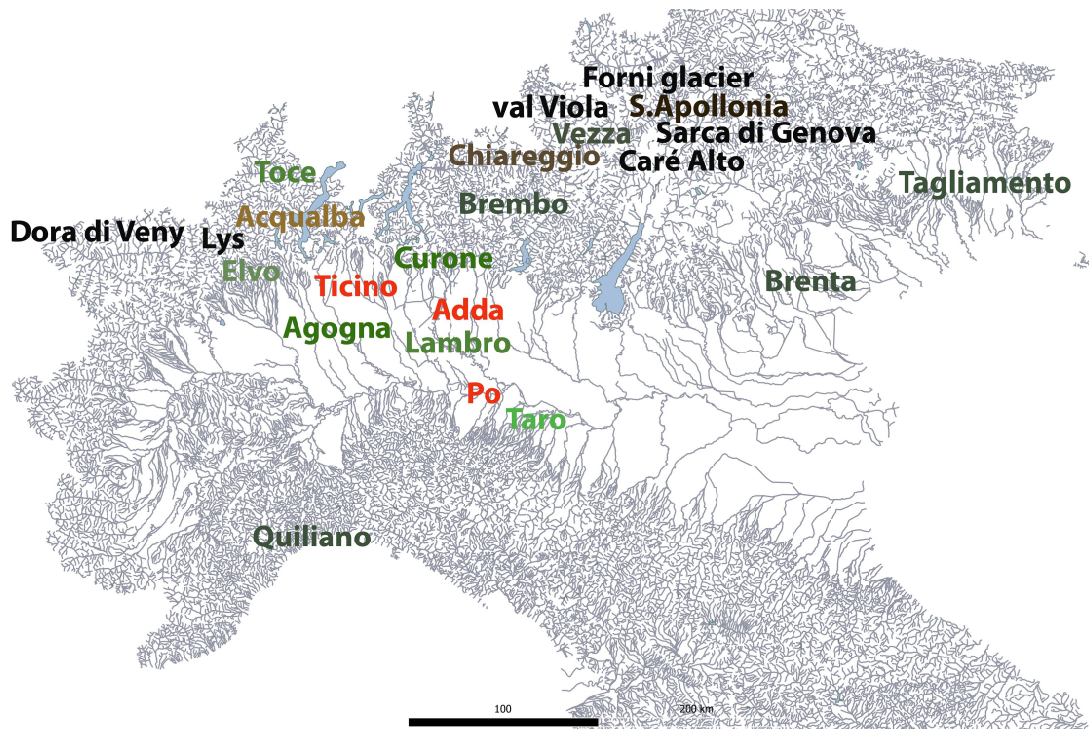 Forni glacier
val Viola S.Apollonia
Vezza Sarca di Genova
Chiareggio Caré Alto
Toce
Tagliamento
Brembo
Acqualba
Dora di Veny Lys
Curone
Elvo
Brenta
Ticino
Adda
Agogna
Lambro
Po
Taro
Quiliano
100 200 km